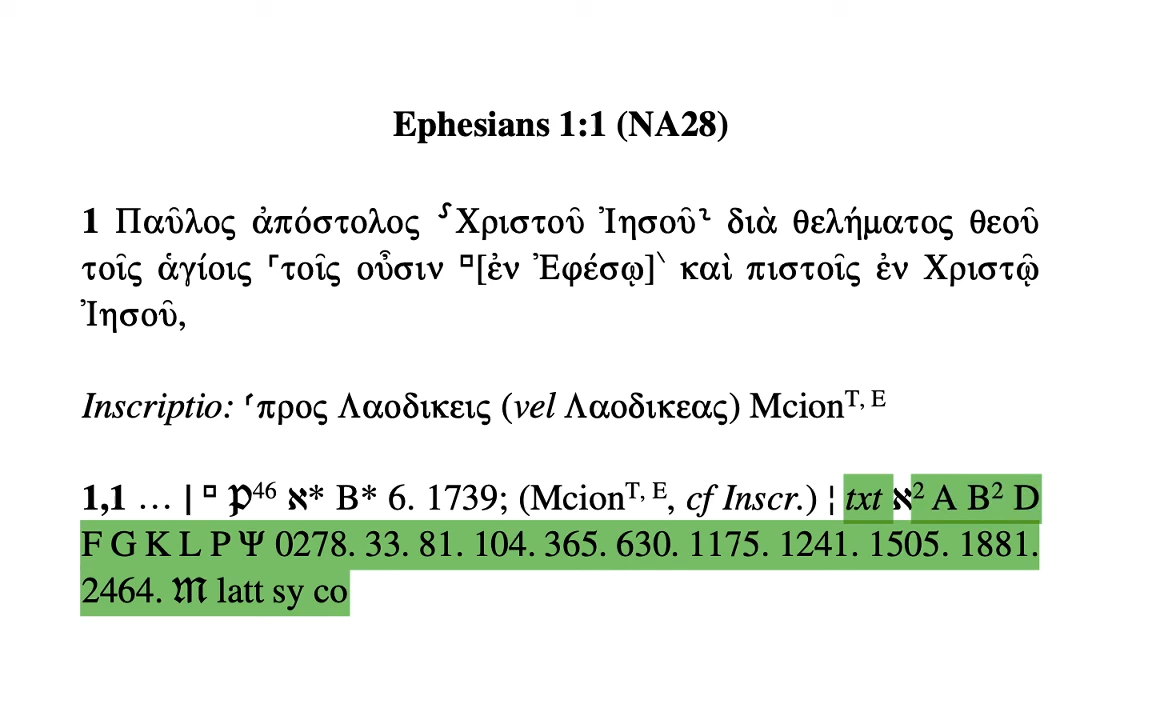 Ephesians 1:1 (NA28)
1 Παῦλος ἀπόστολος ⸉Χριστοῦ Ἰησοῦ⸊ διὰ θελήματος θεοῦ
τοῖς ἁγίοις ⸀τοῖς οὖσιν ⸋[ἐν Ἐφέσῳ]⸌ καὶ πιστοῖς ἐν Χριστῷ
Ἰησοῦ,
Inscriptio: ⸂προς Λαοδικεις (vel Λαοδικεας) Mcionᵀ, ᴱ
1,1 … | ⸋ 𝔓⁴⁶ ℵ* B* 6. 1739; (Mcionᵀ, ᴱ, cf Inscr.) ¦ txt ℵ² A B² D
F G K L P Ψ 0278. 33. 81. 104. 365. 630. 1175. 1241. 1505. 1881.
2464. 𝔐 latt sy co